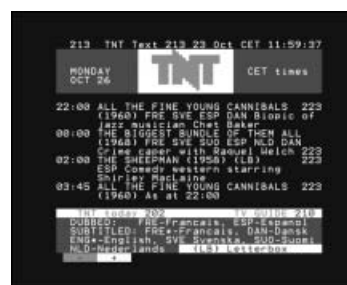 213 TNT Text 213 23 Oct CET 11:59:37
MONDAY
OCT 26
TNT
CET times
22:00 ALL THE FINE YOUNG CANNIBALS 223
(1960) FRE SVE ESP DAN Biopic of
jazz musician Chet Baker
00:00 THE BIGGEST BUNDLE OF THEM ALL
(1968) FRE SVE SUO ESP NLD DAN
Crime caper with Raquel Welch 223
02:00 THE SHEEPMAN (1958) (LB) 223
ESP Comedy western starring
Shirley MacLaine
03:45 ALL THE FINE YOUNG CANNIBALS 223
(1960) As at 22:00
TNT today 202 TV GUIDE 210
DUBBED: FRE-Francais, ESP-Espanol
SUBTITLED: FRE*-Francais, DAN-Dansk
ENG*-English, SVE Svenska, SUO-Suomi
NLD-Nederlands (LB) Letterbox
- +